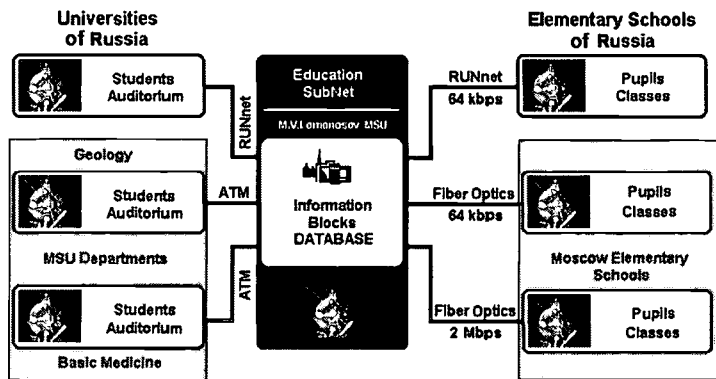 Universities
of Russia
Students
Auditorium
RUNnet
Geology
Students
Auditorium
ATM
MSU Departments
Students
Auditorium
ATM
Basic Medicine
Education
SubNet
M.V.Lomonosov MSU
Information
Blocks
DATABASE
Elementary Schools
of Russia
RUNnet
64 kbps
Pupils
Classes
Fiber Optics
64 kbps
Pupils
Classes
Moscow Elementary
Schools
Fiber Optics
2 Mbps
Pupils
Classes